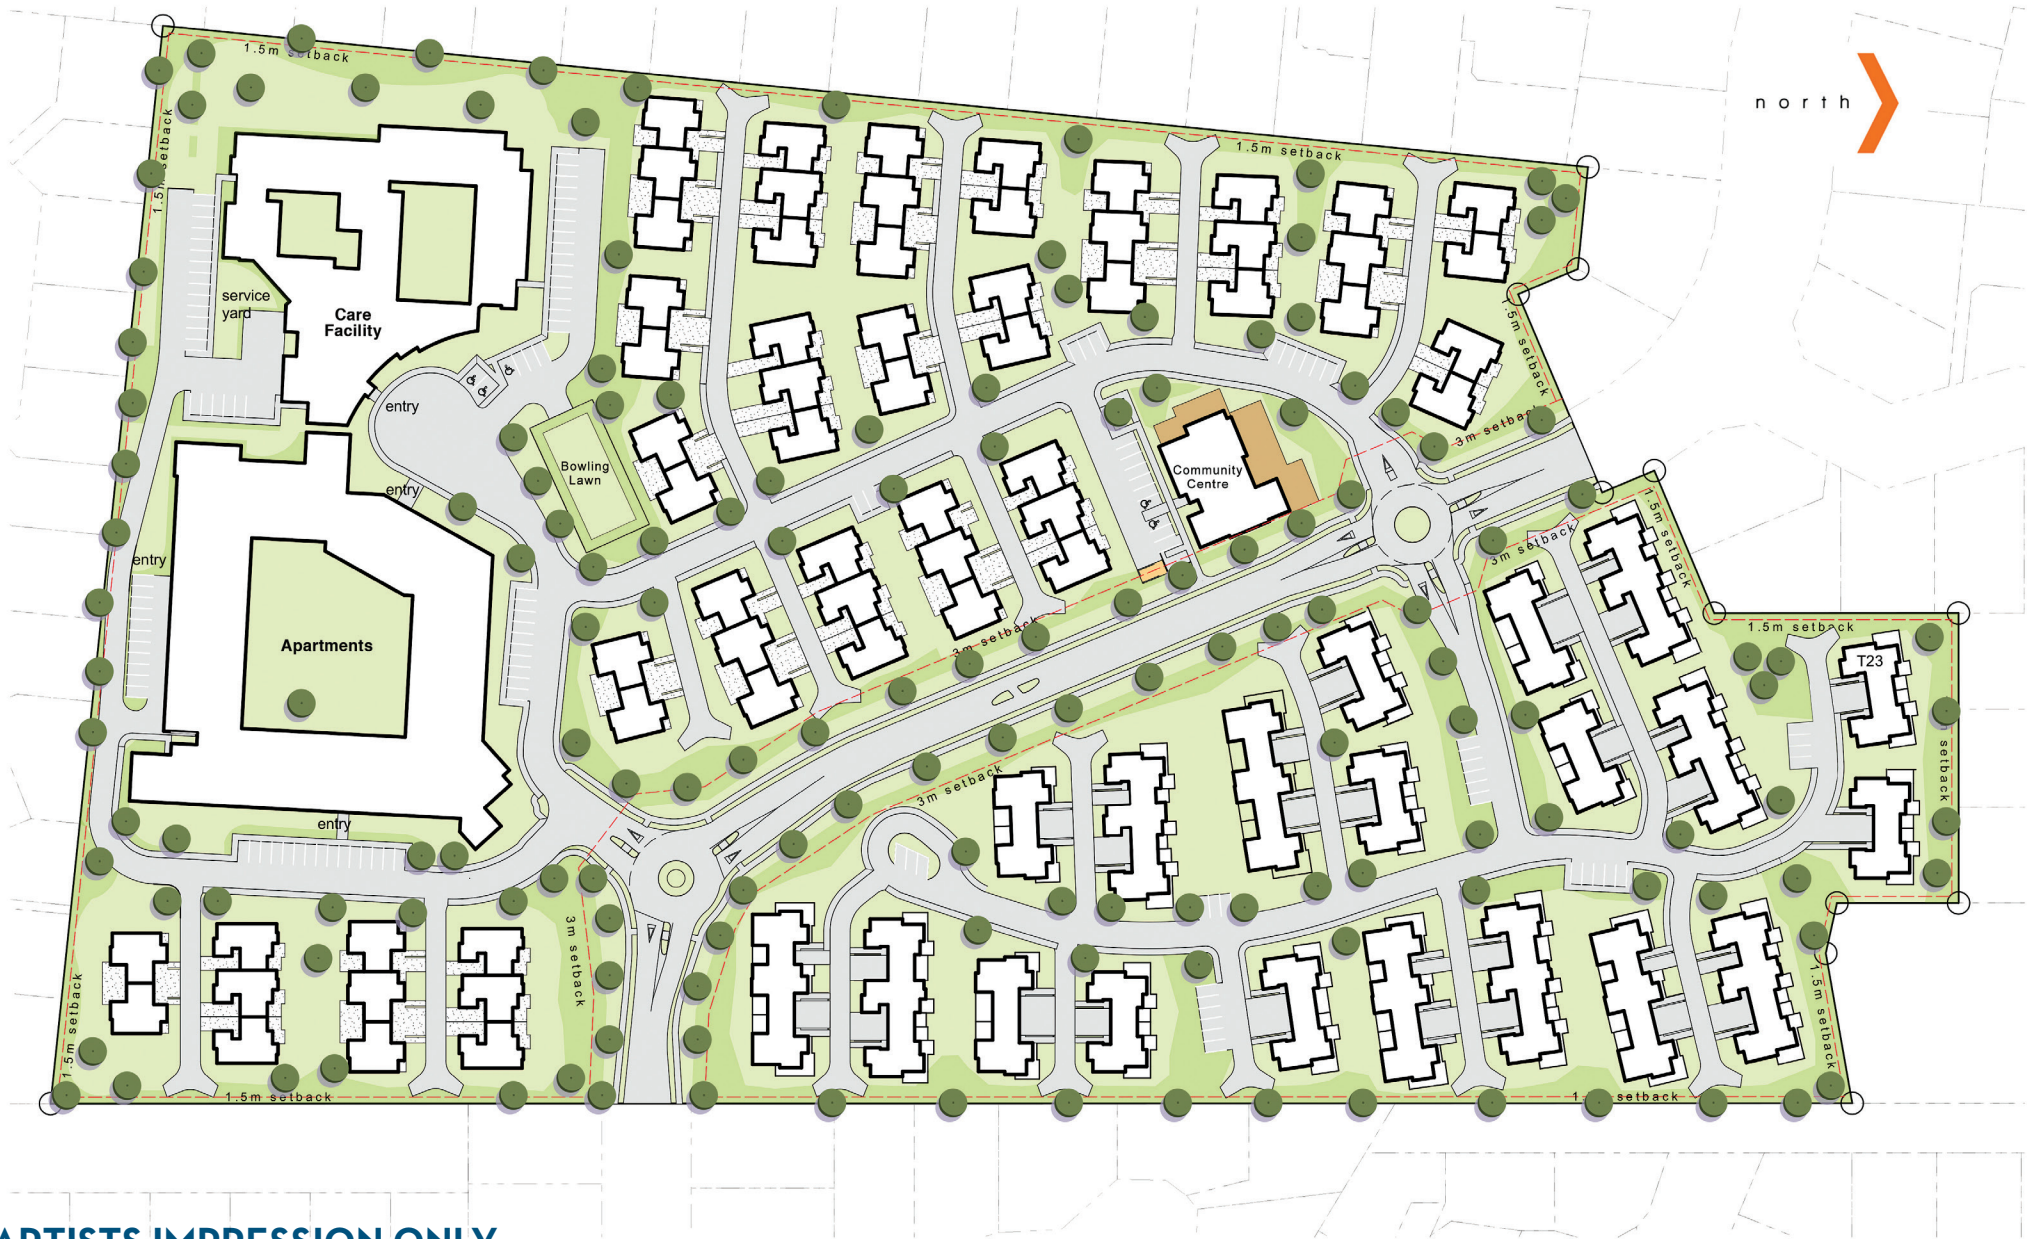 1.5m setback
north
1.5m setback
1.5m setback
service
yard
Care
Facility
1.5m setback
entry
3m setback
Bowling
Lawn
Community
Centre
entry
1.5m setback
3m setback
entry
1.5m setback
3m setback
Apartments
T23
setback
3m setback
entry
3m setback
1.5m setback
1.5m setback
1.5m setback
setback
ARTISTS IMPRESSION ONLY